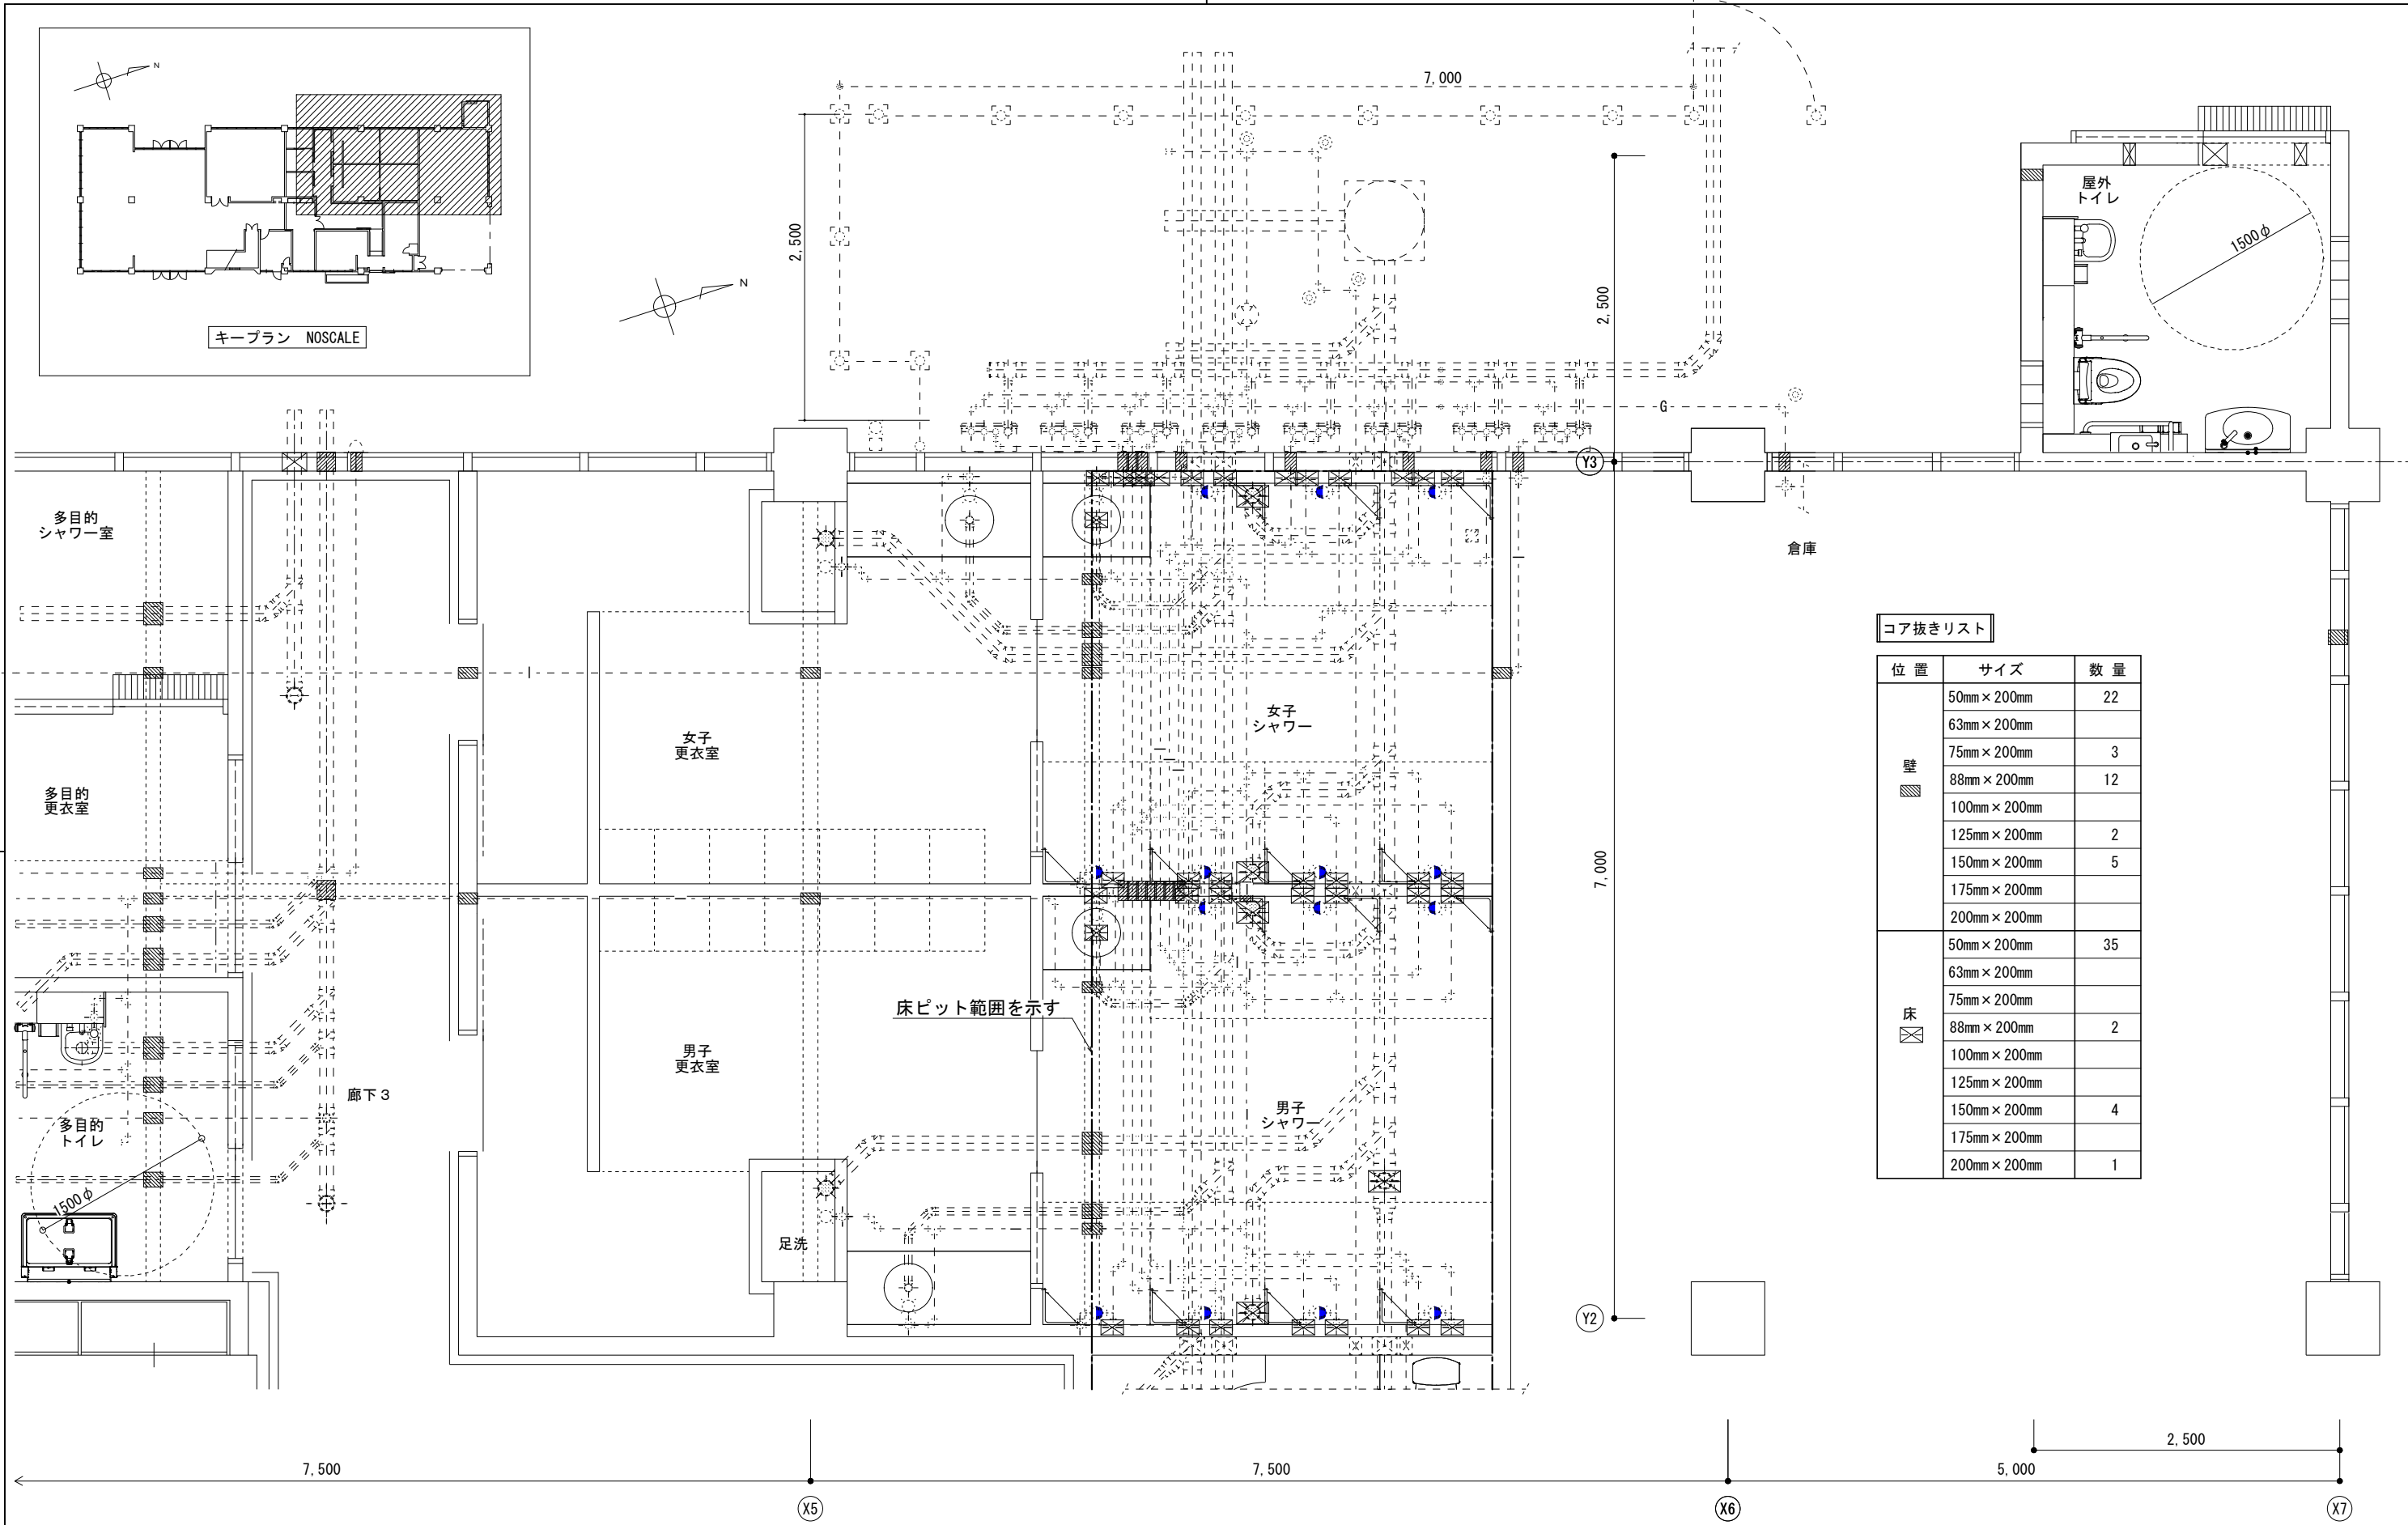 N
キープラン　NOSCALE
N
7,000
2,500
2,500
G
Y3
屋外
トイレ
1500φ
多目的
シャワー室
倉庫
女子
シャワー
女子
更衣室
多目的
更衣室
7,000
床ピット範囲を示す
男子
更衣室
男子
シャワー
廊下３
多目的
トイレ
1500φ
足洗
Y2
コア抜きリスト
位 置　サイズ　数 量
壁
50mm×200mm　22
63mm×200mm
75mm×200mm　3
88mm×200mm　12
100mm×200mm
125mm×200mm　2
150mm×200mm　5
175mm×200mm
200mm×200mm
床
50mm×200mm　35
63mm×200mm
75mm×200mm
88mm×200mm　2
100mm×200mm
125mm×200mm
150mm×200mm　4
175mm×200mm
200mm×200mm　1
2,500
7,500
7,500
5,000
X5
X6
X7